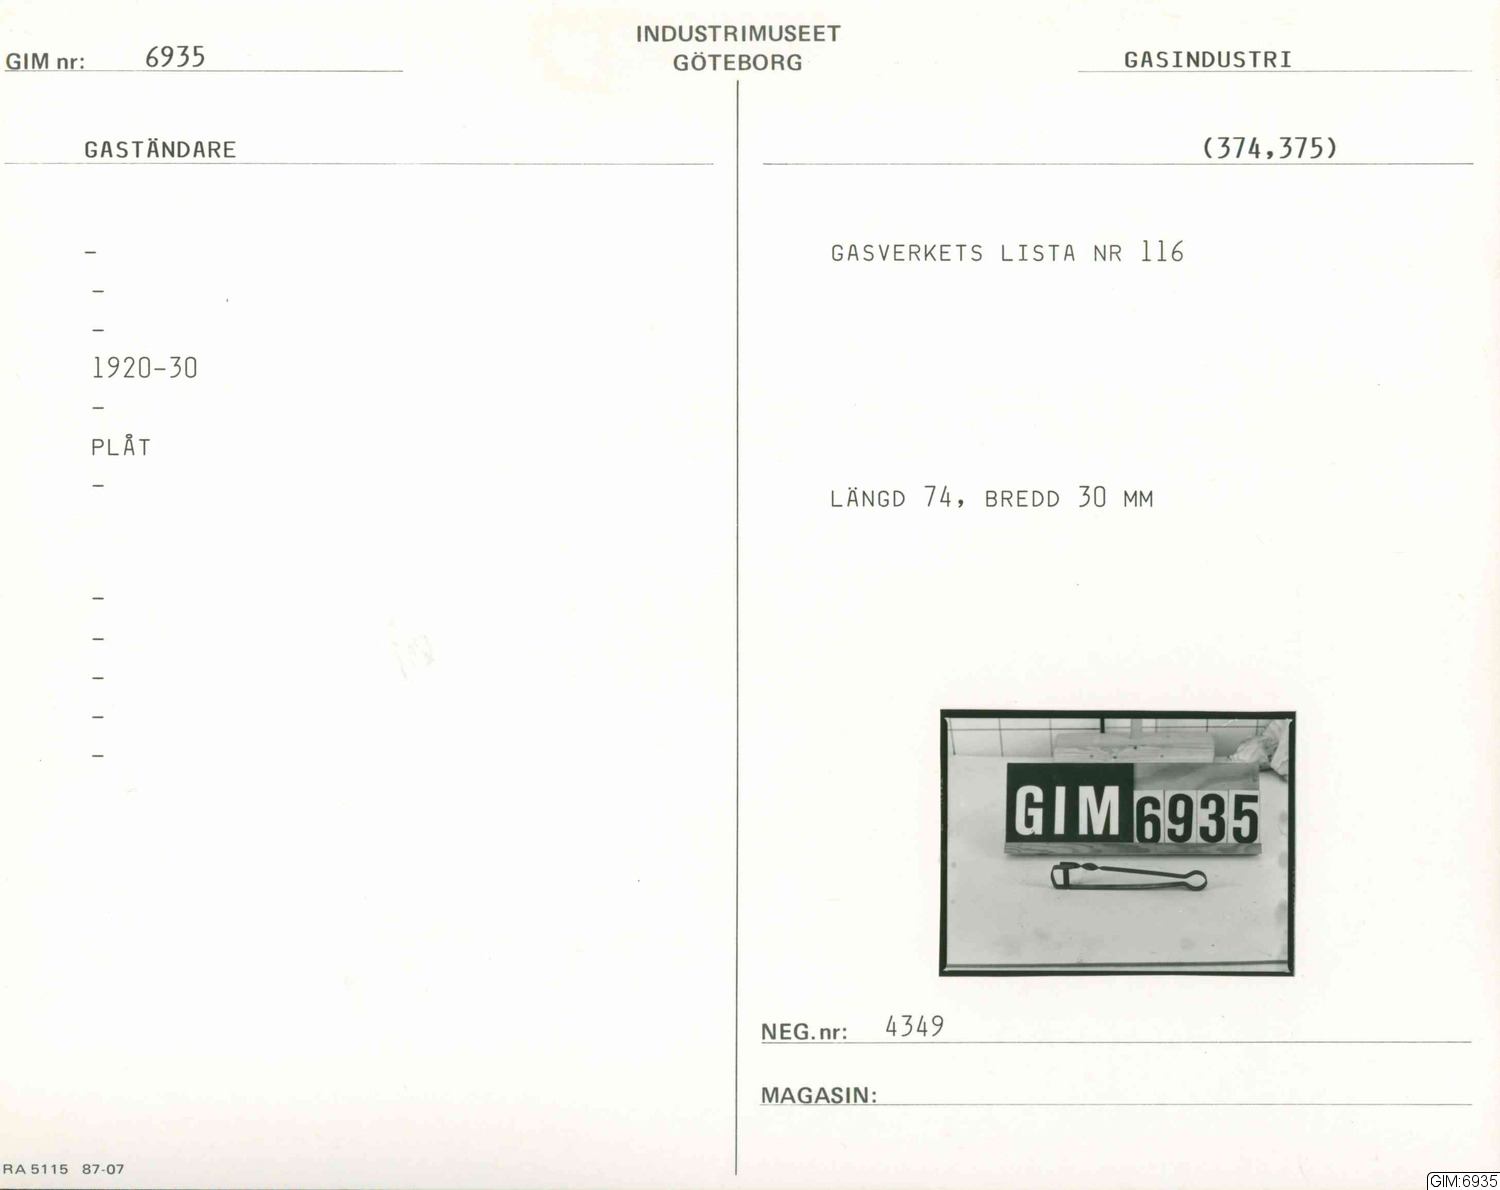 INDUSTRIMUSEET
GÖTEBORG
GIM nr: 6935
GASINDUSTRI
GASTÄNDARE
(374,375)
-
-
-
1920-30
-
PLÅT
-
-
-
-
-
-
GASVERKETS LISTA NR 116
LÄNGD 74, BREDD 30 MM
GIM 6935
NEG.nr: 4349
MAGASIN:
RA 5115 87-07
GIM:6935